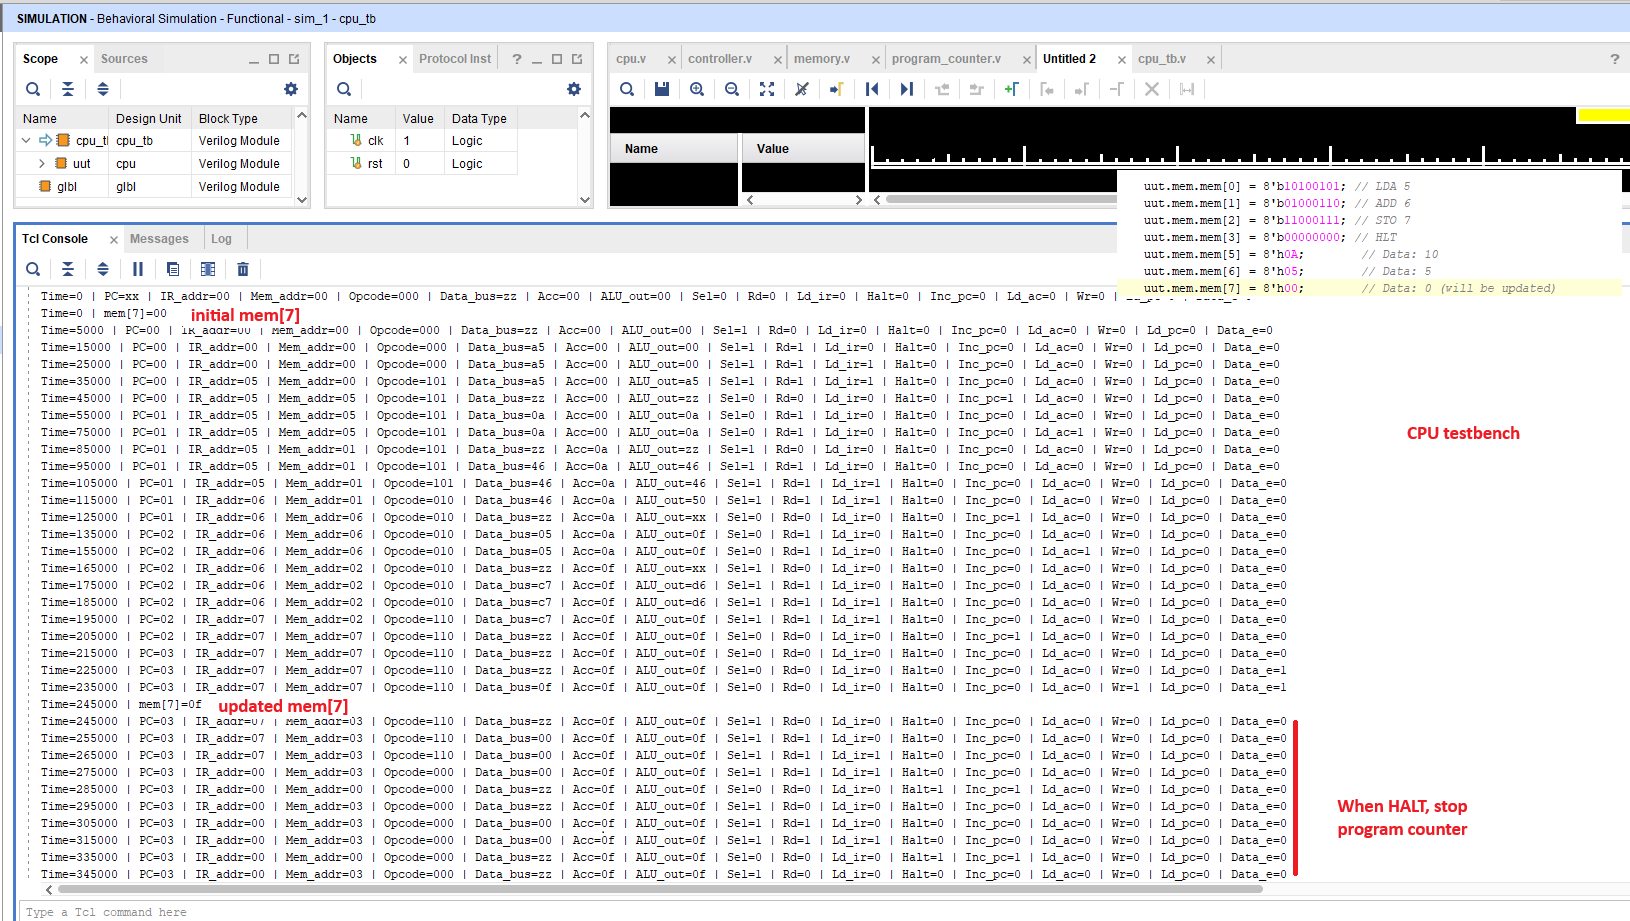 SIMULATION - Behavioral Simulation - Functional - sim_1 - cpu_tb
Scope × Sources
Objects × Protocol Inst ?
cpu.v × controller.v × memory.v × program_counter.v × Untitled 2 × cpu_tb.v × ?
Name Design Unit Block Type
cpu_tl cpu_tb Verilog Module
uut cpu Verilog Module
glbl glbl Verilog Module
Name Value Data Type
clk 1 Logic
rst 0 Logic
Name Value
uut.mem.mem[0] = 8'b10100101; // LDA 5
uut.mem.mem[1] = 8'b01000110; // ADD 6
uut.mem.mem[2] = 8'b11000111; // STO 7
uut.mem.mem[3] = 8'b00000000; // HLT
uut.mem.mem[5] = 8'h0A; // Data: 10
uut.mem.mem[6] = 8'h05; // Data: 5
uut.mem.mem[7] = 8'h00; // Data: 0 (will be updated)
Tcl Console × Messages Log
Time=0 | PC=xx | IR_addr=00 | Mem_addr=00 | Opcode=000 | Data_bus=zz | Acc=00 | ALU_out=00 | Sel=0 | Rd=0 | Ld_ir=0 | Halt=0 | Inc_pc=0 | Ld_ac=0 | Wr=0 | Ld_pc=0 | Data_e=0
Time=0 | mem[7]=00 initial mem[7]
Time=5000 | PC=00 | IR_addr=00 | Mem_addr=00 | Opcode=000 | Data_bus=zz | Acc=00 | ALU_out=00 | Sel=1 | Rd=0 | Ld_ir=0 | Halt=0 | Inc_pc=0 | Ld_ac=0 | Wr=0 | Ld_pc=0 | Data_e=0
Time=15000 | PC=00 | IR_addr=00 | Mem_addr=00 | Opcode=000 | Data_bus=a5 | Acc=00 | ALU_out=00 | Sel=1 | Rd=1 | Ld_ir=0 | Halt=0 | Inc_pc=0 | Ld_ac=0 | Wr=0 | Ld_pc=0 | Data_e=0
Time=25000 | PC=00 | IR_addr=00 | Mem_addr=00 | Opcode=000 | Data_bus=a5 | Acc=00 | ALU_out=00 | Sel=1 | Rd=1 | Ld_ir=1 | Halt=0 | Inc_pc=0 | Ld_ac=0 | Wr=0 | Ld_pc=0 | Data_e=0
Time=35000 | PC=00 | IR_addr=05 | Mem_addr=00 | Opcode=101 | Data_bus=a5 | Acc=00 | ALU_out=a5 | Sel=1 | Rd=1 | Ld_ir=1 | Halt=0 | Inc_pc=0 | Ld_ac=0 | Wr=0 | Ld_pc=0 | Data_e=0
Time=45000 | PC=00 | IR_addr=05 | Mem_addr=05 | Opcode=101 | Data_bus=zz | Acc=00 | ALU_out=zz | Sel=0 | Rd=0 | Ld_ir=0 | Halt=0 | Inc_pc=1 | Ld_ac=0 | Wr=0 | Ld_pc=0 | Data_e=0
Time=55000 | PC=01 | IR_addr=05 | Mem_addr=05 | Opcode=101 | Data_bus=0a | Acc=00 | ALU_out=0a | Sel=0 | Rd=1 | Ld_ir=0 | Halt=0 | Inc_pc=0 | Ld_ac=0 | Wr=0 | Ld_pc=0 | Data_e=0
Time=75000 | PC=01 | IR_addr=05 | Mem_addr=05 | Opcode=101 | Data_bus=0a | Acc=00 | ALU_out=0a | Sel=0 | Rd=1 | Ld_ir=0 | Halt=0 | Inc_pc=0 | Ld_ac=1 | Wr=0 | Ld_pc=0 | Data_e=0
Time=85000 | PC=01 | IR_addr=05 | Mem_addr=01 | Opcode=101 | Data_bus=zz | Acc=0a | ALU_out=zz | Sel=1 | Rd=0 | Ld_ir=0 | Halt=0 | Inc_pc=0 | Ld_ac=0 | Wr=0 | Ld_pc=0 | Data_e=0
Time=95000 | PC=01 | IR_addr=05 | Mem_addr=01 | Opcode=101 | Data_bus=46 | Acc=0a | ALU_out=46 | Sel=1 | Rd=1 | Ld_ir=0 | Halt=0 | Inc_pc=0 | Ld_ac=0 | Wr=0 | Ld_pc=0 | Data_e=0
Time=105000 | PC=01 | IR_addr=05 | Mem_addr=01 | Opcode=101 | Data_bus=46 | Acc=0a | ALU_out=46 | Sel=1 | Rd=1 | Ld_ir=1 | Halt=0 | Inc_pc=0 | Ld_ac=0 | Wr=0 | Ld_pc=0 | Data_e=0
Time=115000 | PC=01 | IR_addr=06 | Mem_addr=01 | Opcode=010 | Data_bus=46 | Acc=0a | ALU_out=50 | Sel=1 | Rd=1 | Ld_ir=1 | Halt=0 | Inc_pc=0 | Ld_ac=0 | Wr=0 | Ld_pc=0 | Data_e=0
Time=125000 | PC=01 | IR_addr=06 | Mem_addr=06 | Opcode=010 | Data_bus=zz | Acc=0a | ALU_out=xx | Sel=0 | Rd=0 | Ld_ir=0 | Halt=0 | Inc_pc=1 | Ld_ac=0 | Wr=0 | Ld_pc=0 | Data_e=0
Time=135000 | PC=02 | IR_addr=06 | Mem_addr=06 | Opcode=010 | Data_bus=05 | Acc=0a | ALU_out=0f | Sel=0 | Rd=1 | Ld_ir=0 | Halt=0 | Inc_pc=0 | Ld_ac=0 | Wr=0 | Ld_pc=0 | Data_e=0
Time=155000 | PC=02 | IR_addr=06 | Mem_addr=06 | Opcode=010 | Data_bus=05 | Acc=0a | ALU_out=0f | Sel=0 | Rd=1 | Ld_ir=0 | Halt=0 | Inc_pc=0 | Ld_ac=1 | Wr=0 | Ld_pc=0 | Data_e=0
Time=165000 | PC=02 | IR_addr=06 | Mem_addr=02 | Opcode=010 | Data_bus=zz | Acc=0f | ALU_out=xx | Sel=1 | Rd=0 | Ld_ir=0 | Halt=0 | Inc_pc=0 | Ld_ac=0 | Wr=0 | Ld_pc=0 | Data_e=0
Time=175000 | PC=02 | IR_addr=06 | Mem_addr=02 | Opcode=010 | Data_bus=c7 | Acc=0f | ALU_out=d6 | Sel=1 | Rd=1 | Ld_ir=0 | Halt=0 | Inc_pc=0 | Ld_ac=0 | Wr=0 | Ld_pc=0 | Data_e=0
Time=185000 | PC=02 | IR_addr=06 | Mem_addr=02 | Opcode=010 | Data_bus=c7 | Acc=0f | ALU_out=d6 | Sel=1 | Rd=1 | Ld_ir=1 | Halt=0 | Inc_pc=0 | Ld_ac=0 | Wr=0 | Ld_pc=0 | Data_e=0
Time=195000 | PC=02 | IR_addr=07 | Mem_addr=02 | Opcode=110 | Data_bus=c7 | Acc=0f | ALU_out=0f | Sel=1 | Rd=1 | Ld_ir=1 | Halt=0 | Inc_pc=0 | Ld_ac=0 | Wr=0 | Ld_pc=0 | Data_e=0
Time=205000 | PC=02 | IR_addr=07 | Mem_addr=07 | Opcode=110 | Data_bus=zz | Acc=0f | ALU_out=0f | Sel=0 | Rd=0 | Ld_ir=0 | Halt=0 | Inc_pc=1 | Ld_ac=0 | Wr=0 | Ld_pc=0 | Data_e=0
Time=215000 | PC=03 | IR_addr=07 | Mem_addr=07 | Opcode=110 | Data_bus=zz | Acc=0f | ALU_out=0f | Sel=0 | Rd=0 | Ld_ir=0 | Halt=0 | Inc_pc=0 | Ld_ac=0 | Wr=0 | Ld_pc=0 | Data_e=0
Time=225000 | PC=03 | IR_addr=07 | Mem_addr=07 | Opcode=110 | Data_bus=zz | Acc=0f | ALU_out=0f | Sel=0 | Rd=0 | Ld_ir=0 | Halt=0 | Inc_pc=0 | Ld_ac=0 | Wr=0 | Ld_pc=0 | Data_e=1
Time=235000 | PC=03 | IR_addr=07 | Mem_addr=07 | Opcode=110 | Data_bus=0f | Acc=0f | ALU_out=0f | Sel=0 | Rd=0 | Ld_ir=0 | Halt=0 | Inc_pc=0 | Ld_ac=0 | Wr=1 | Ld_pc=0 | Data_e=1
Time=245000 | mem[7]=0f updated mem[7]
Time=245000 | PC=03 | IR_addr=07 | Mem_addr=03 | Opcode=110 | Data_bus=zz | Acc=0f | ALU_out=0f | Sel=1 | Rd=0 | Ld_ir=0 | Halt=0 | Inc_pc=0 | Ld_ac=0 | Wr=0 | Ld_pc=0 | Data_e=0
Time=255000 | PC=03 | IR_addr=07 | Mem_addr=03 | Opcode=110 | Data_bus=00 | Acc=0f | ALU_out=0f | Sel=1 | Rd=1 | Ld_ir=0 | Halt=0 | Inc_pc=0 | Ld_ac=0 | Wr=0 | Ld_pc=0 | Data_e=0
Time=265000 | PC=03 | IR_addr=07 | Mem_addr=03 | Opcode=110 | Data_bus=00 | Acc=0f | ALU_out=0f | Sel=1 | Rd=1 | Ld_ir=1 | Halt=0 | Inc_pc=0 | Ld_ac=0 | Wr=0 | Ld_pc=0 | Data_e=0
Time=275000 | PC=03 | IR_addr=00 | Mem_addr=03 | Opcode=000 | Data_bus=00 | Acc=0f | ALU_out=0f | Sel=1 | Rd=1 | Ld_ir=1 | Halt=0 | Inc_pc=0 | Ld_ac=0 | Wr=0 | Ld_pc=0 | Data_e=0
Time=285000 | PC=03 | IR_addr=00 | Mem_addr=00 | Opcode=000 | Data_bus=zz | Acc=0f | ALU_out=0f | Sel=0 | Rd=0 | Ld_ir=0 | Halt=1 | Inc_pc=1 | Ld_ac=0 | Wr=0 | Ld_pc=0 | Data_e=0
Time=295000 | PC=03 | IR_addr=00 | Mem_addr=03 | Opcode=000 | Data_bus=zz | Acc=0f | ALU_out=0f | Sel=1 | Rd=0 | Ld_ir=0 | Halt=0 | Inc_pc=0 | Ld_ac=0 | Wr=0 | Ld_pc=0 | Data_e=0
Time=305000 | PC=03 | IR_addr=00 | Mem_addr=03 | Opcode=000 | Data_bus=00 | Acc=0f | ALU_out=0f | Sel=1 | Rd=1 | Ld_ir=0 | Halt=0 | Inc_pc=0 | Ld_ac=0 | Wr=0 | Ld_pc=0 | Data_e=0
Time=315000 | PC=03 | IR_addr=00 | Mem_addr=03 | Opcode=000 | Data_bus=00 | Acc=0f | ALU_out=0f | Sel=1 | Rd=1 | Ld_ir=1 | Halt=0 | Inc_pc=0 | Ld_ac=0 | Wr=0 | Ld_pc=0 | Data_e=0
Time=335000 | PC=03 | IR_addr=00 | Mem_addr=00 | Opcode=000 | Data_bus=zz | Acc=0f | ALU_out=0f | Sel=0 | Rd=0 | Ld_ir=0 | Halt=1 | Inc_pc=1 | Ld_ac=0 | Wr=0 | Ld_pc=0 | Data_e=0
Time=345000 | PC=03 | IR_addr=00 | Mem_addr=03 | Opcode=000 | Data_bus=zz | Acc=0f | ALU_out=0f | Sel=1 | Rd=0 | Ld_ir=0 | Halt=0 | Inc_pc=0 | Ld_ac=0 | Wr=0 | Ld_pc=0 | Data_e=0
CPU testbench
When HALT, stop
program counter
Type a Tcl command here